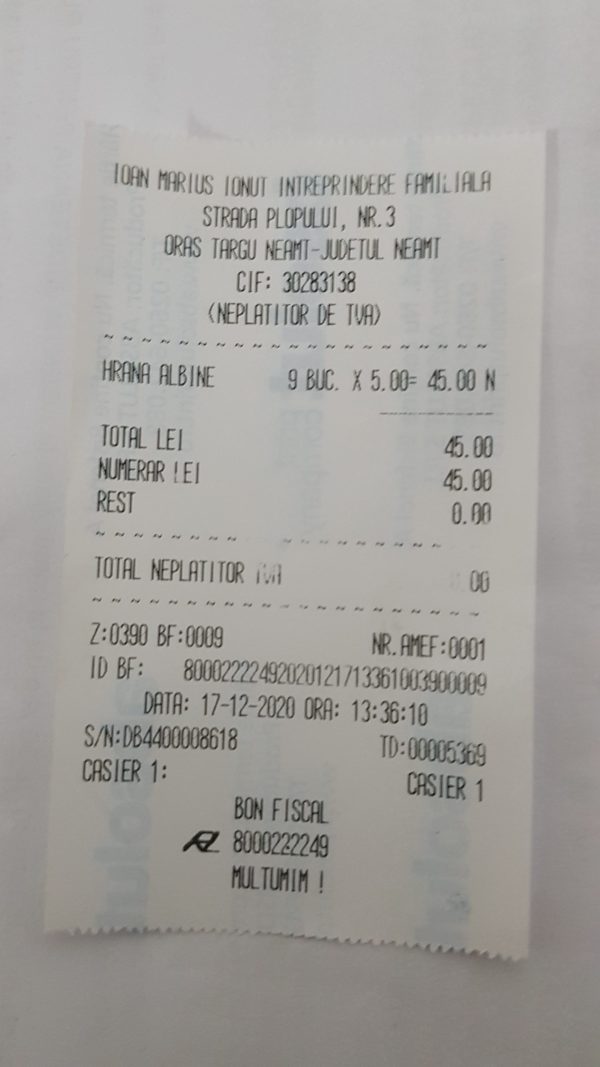 IOAN MARIUS IONUT INTREPRINDERE FAMILIALA
STRADA PLOPULUI, NR.3
ORAS TARGU NEAMT-JUDETUL NEAMT
CIF: 30283138
(NEPLATITOR DE TVA)
HRANA ALBINE 9 BUC. X 5.00= 45.00 N
TOTAL LEI 45.00
NUMERAR LEI 45.00
REST 0.00
TOTAL NEPLATITOR TVA
Z:0390 BF:0009 NR.AMEF:0001
ID BF: 80002222492020121713361003900009
DATA: 17-12-2020 ORA: 13:36:10
S/N:DB4400008618 TD:00005369
CASIER 1: CASIER 1
BON FISCAL
8000222249
MULTUMIM !